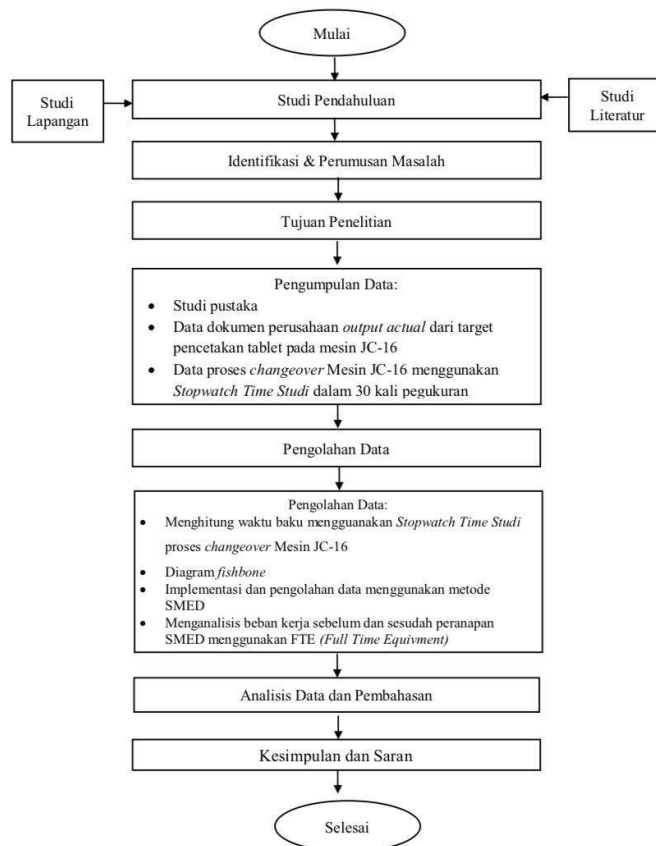 Mulai
Studi
Lapangan
Studi Pendahuluan
Studi
Literatur
Identifikasi & Perumusan Masalah
Tujuan Penelitian
Pengumpulan Data:
• Studi pustaka
• Data dokumen perusahaan output actual dari target
pencetakan tablet pada mesin JC-16
• Data proses changeover Mesin JC-16 menggunakan
Stopwatch Time Studi dalam 30 kali pegukuran
Pengolahan Data
Pengolahan Data:
• Menghitung waktu baku mengguanakan Stopwatch Time Studi
proses changeover Mesin JC-16
• Diagram fishbone
• Implementasi dan pengolahan data menggunakan metode
SMED
• Menganalisis beban kerja sebelum dan sesudah peranapan
SMED menggunakan FTE (Full Time Equivment)
Analisis Data dan Pembahasan
Kesimpulan dan Saran
Selesai